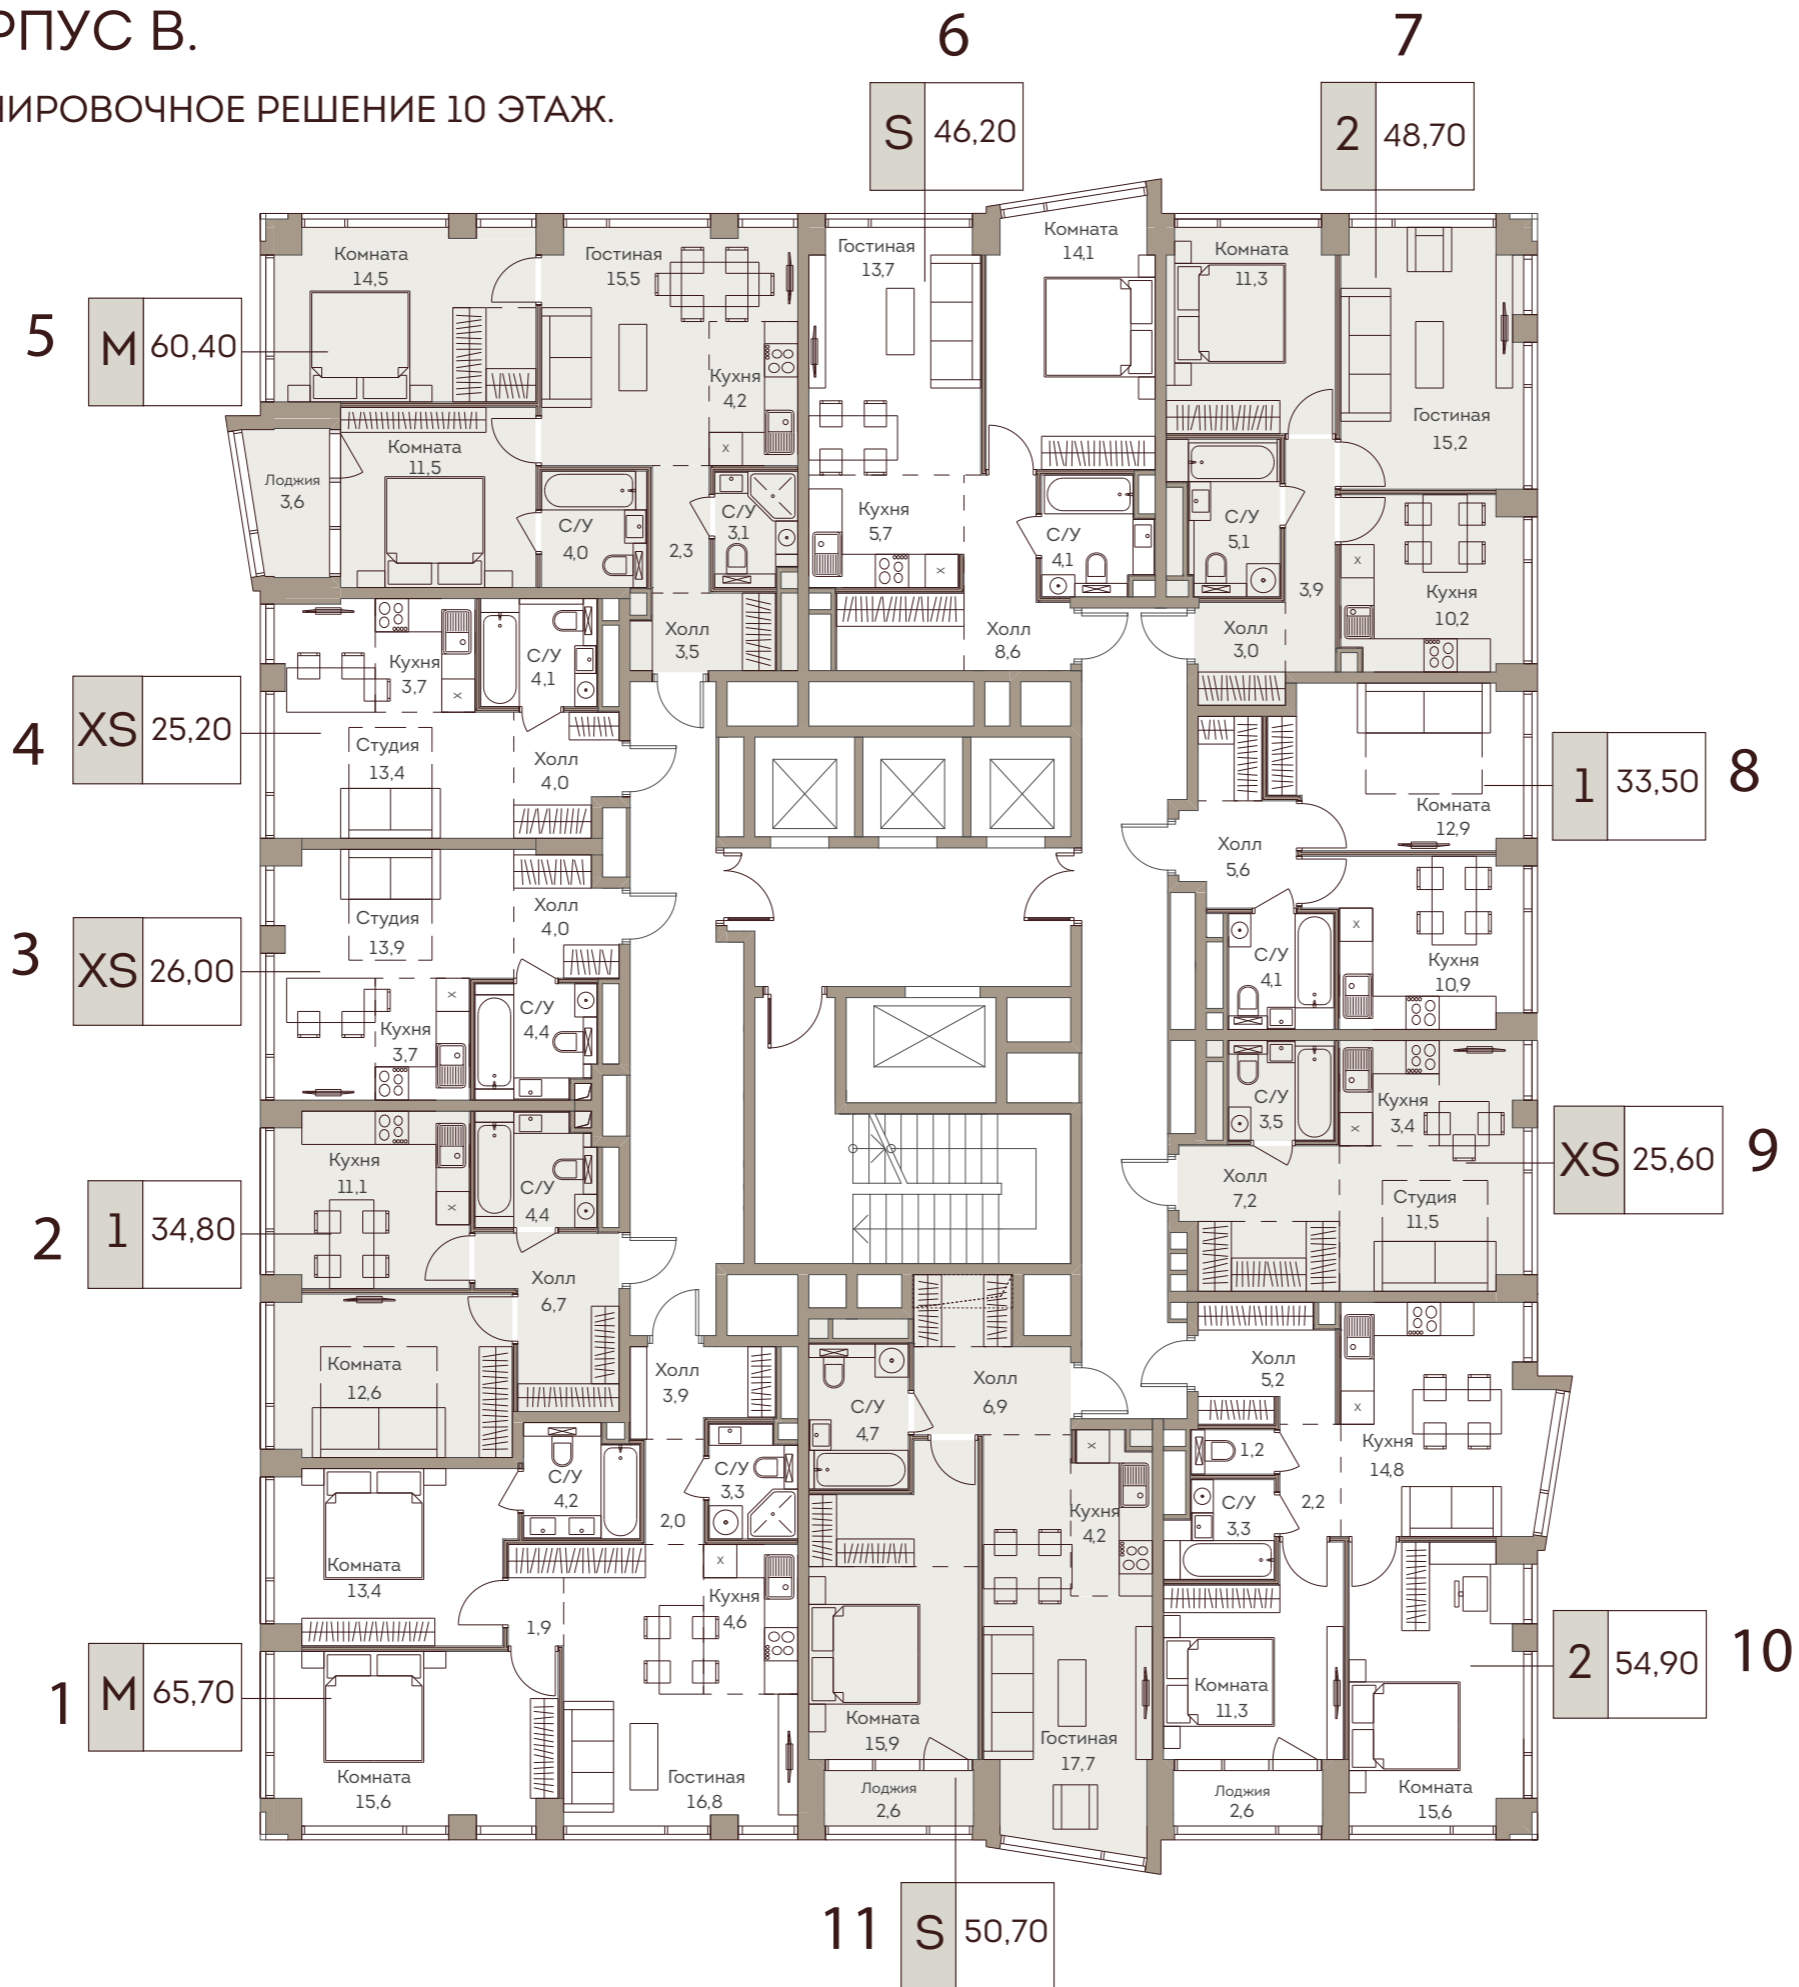 РПУС В.
ИРОВОЧНОЕ РЕШЕНИЕ 10 ЭТАЖ.
6
S 46,20
7
2 48,70
5
M 60,40
Комната
14,5
Гостиная
15,5
Кухня
4,2
Комната
11,5
Лоджия
3,6
С/У
4,0
2,3
С/У
3,1
Холл
3,5
Гостиная
13,7
Комната
14,1
Кухня
5,7
С/У
4,1
Холл
8,6
Комната
11,3
Гостиная
15,2
С/У
5,1
3,9
Кухня
10,2
Холл
3,0
4
XS 25,20
Кухня
3,7
С/У
4,1
Студия
13,4
Холл
4,0
8
1 33,50
Комната
12,9
Холл
5,6
С/У
4,1
Кухня
10,9
3
XS 26,00
Студия
13,9
Холл
4,0
Кухня
3,7
С/У
4,4
9
XS 25,60
С/У
3,5
Кухня
3,4
Холл
7,2
Студия
11,5
2
1 34,80
Кухня
11,1
С/У
4,4
Холл
6,7
Комната
12,6
1
M 65,70
Холл
3,9
С/У
4,2
С/У
3,3
2,0
Комната
13,4
1,9
Кухня
4,6
Комната
15,6
Гостиная
16,8
Холл
6,9
С/У
4,7
Кухня
4,2
Комната
15,9
Гостиная
17,7
Лоджия
2,6
10
2 54,90
Холл
5,2
1,2
Кухня
14,8
С/У
3,3
2,2
Комната
11,3
Комната
15,6
Лоджия
2,6
11
S 50,70
x
x
x
x
x
x
x
x
x
x
x